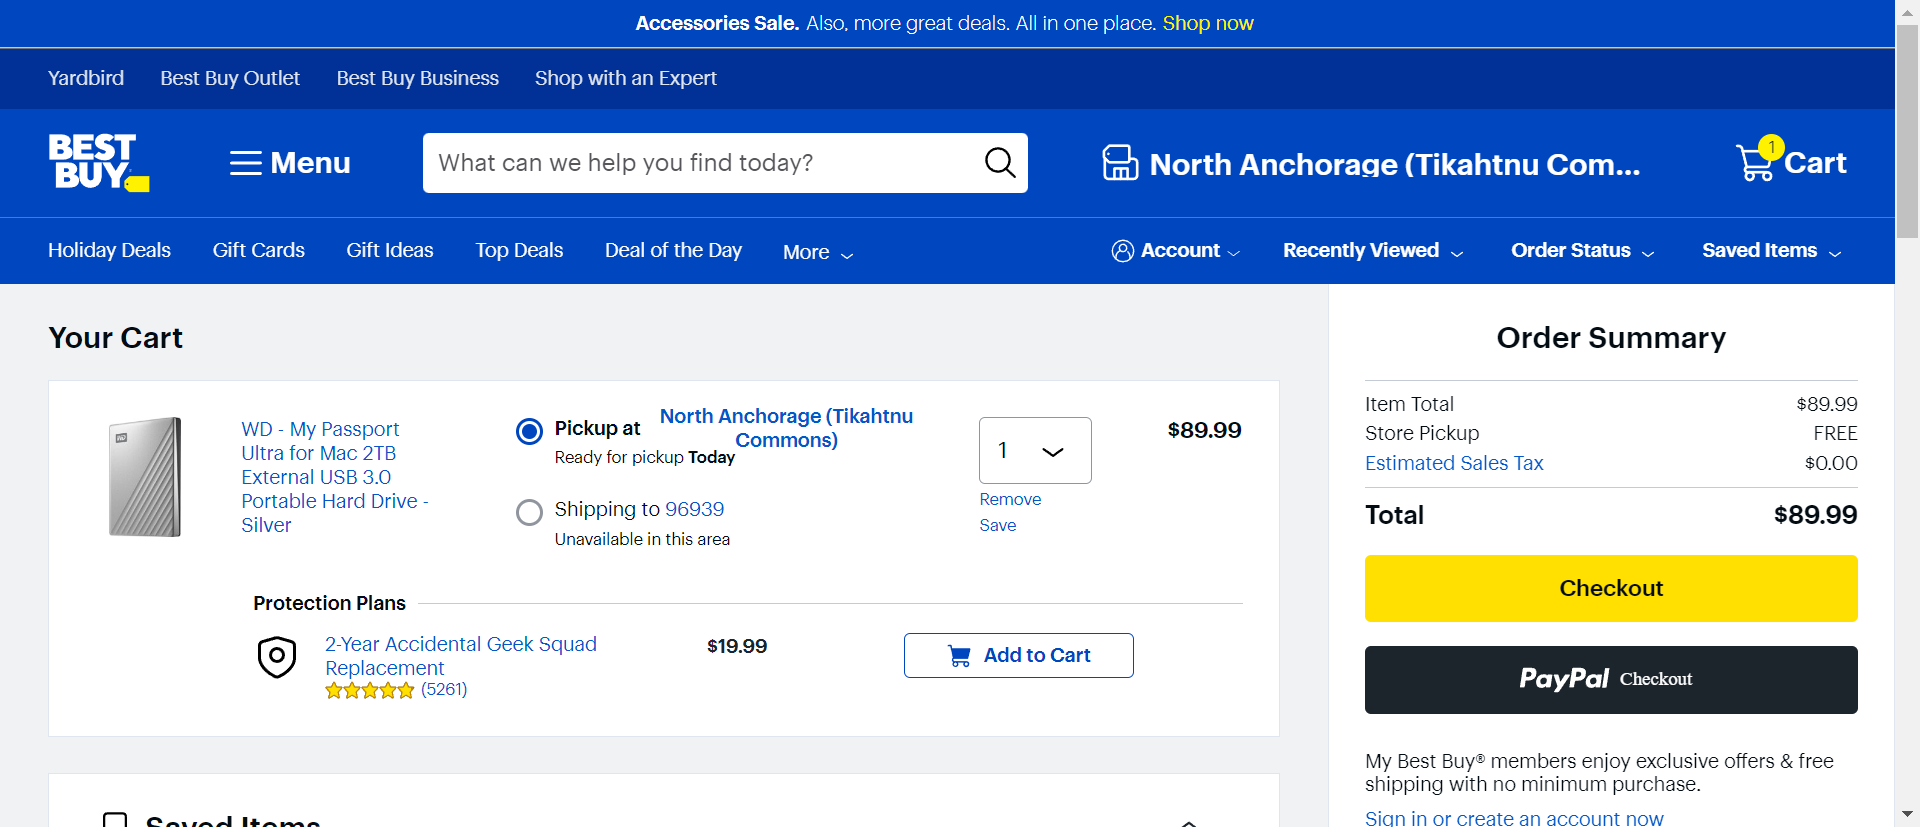 Accessories Sale. Also, more great deals. All in one place. Shop now
Yardbird Best Buy Outlet Best Buy Business Shop with an Expert
BEST BUY
Menu
What can we help you find today?
North Anchorage (Tikahtnu Com...
1
Cart
Holiday Deals Gift Cards Gift Ideas Top Deals Deal of the Day More
Account Recently Viewed Order Status Saved Items
Your Cart
WD
WD - My Passport
Ultra for Mac 2TB
External USB 3.0
Portable Hard Drive -
Silver
Pickup at North Anchorage (Tikahtnu
Commons)
Ready for pickup Today
Shipping to 96939
Unavailable in this area
1
Remove
Save
$89.99
Protection Plans
2-Year Accidental Geek Squad
Replacement
(5261)
$19.99
Add to Cart
Saved Items
Order Summary
Item Total $89.99
Store Pickup FREE
Estimated Sales Tax $0.00
Total $89.99
Checkout
PayPal Checkout
My Best Buy® members enjoy exclusive offers & free
shipping with no minimum purchase.
Sign in or create an account now